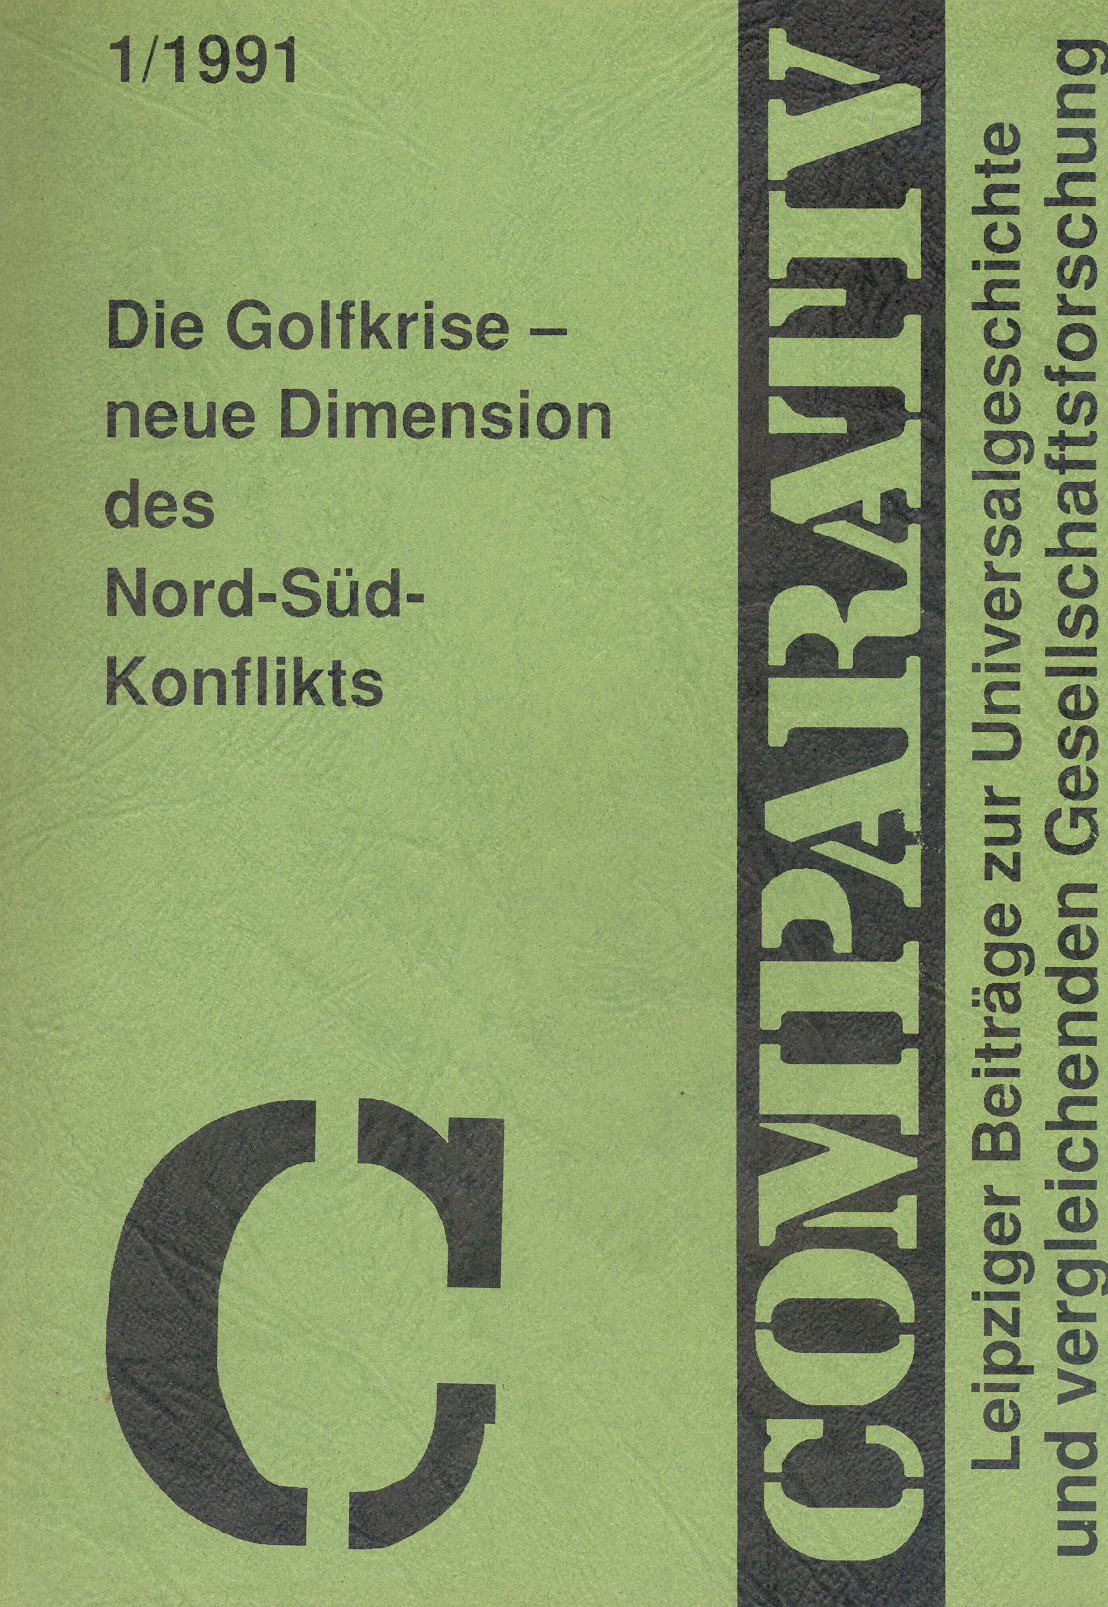 1/1991
Die Golfkrise –
neue Dimension
des
Nord-Süd-
Konflikts
C
COMPARATIV
Leipziger Beiträge zur Universalgeschichte
und vergleichenden Gesellschaftsforschung